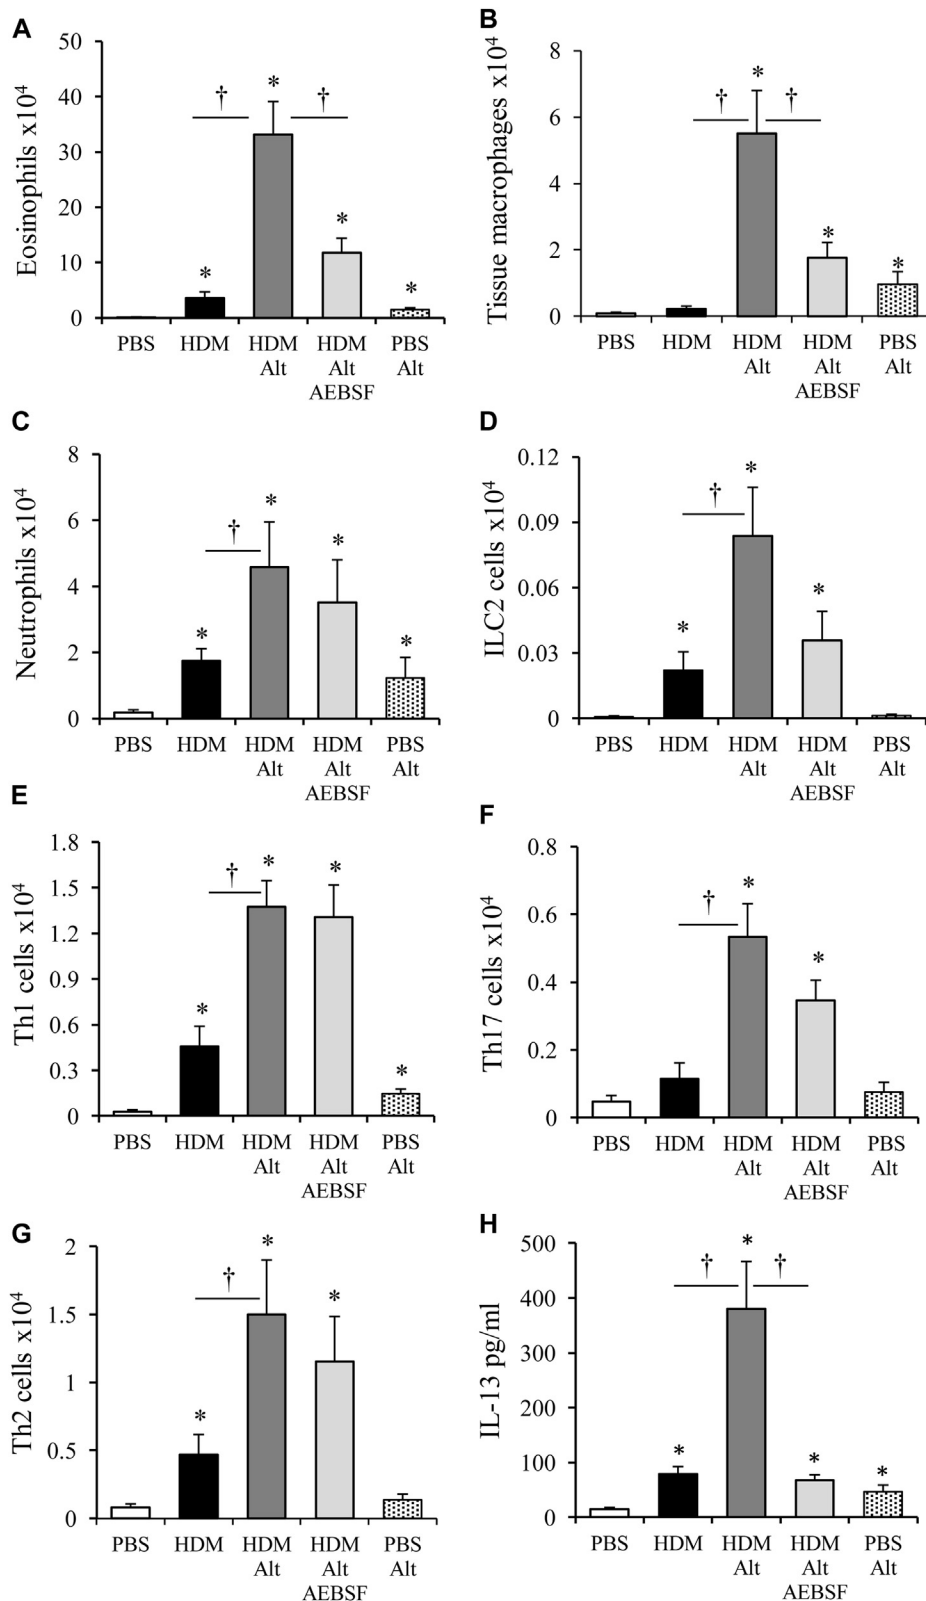 A
Eosinophils x10⁴
50
40
30
20
10
0
* * * *
† †
PBS HDM HDM HDM PBS
Alt Alt Alt
AEBSF
B
Tissue macrophages x10⁴
8
6
4
2
0
* * *
† †
PBS HDM HDM HDM PBS
Alt Alt Alt
AEBSF
C
Neutrophils x10⁴
8
6
4
2
0
* * * *
†
PBS HDM HDM HDM PBS
Alt Alt Alt
AEBSF
D
ILC2 cells x10⁴
0.12
0.09
0.06
0.03
0
* * *
†
PBS HDM HDM HDM PBS
Alt Alt Alt
AEBSF
E
Th1 cells x10⁴
1.8
1.5
1.2
0.9
0.6
0.3
0
* * * *
†
PBS HDM HDM HDM PBS
Alt Alt Alt
AEBSF
F
Th17 cells x10⁴
0.8
0.6
0.4
0.2
0
* *
†
PBS HDM HDM HDM PBS
Alt Alt Alt
AEBSF
G
Th2 cells x10⁴
2
1.5
1
0.5
0
* * *
†
PBS HDM HDM HDM PBS
Alt Alt Alt
AEBSF
H
IL-13 pg/ml
500
400
300
200
100
0
* * * *
† †
PBS HDM HDM HDM PBS
Alt Alt Alt
AEBSF